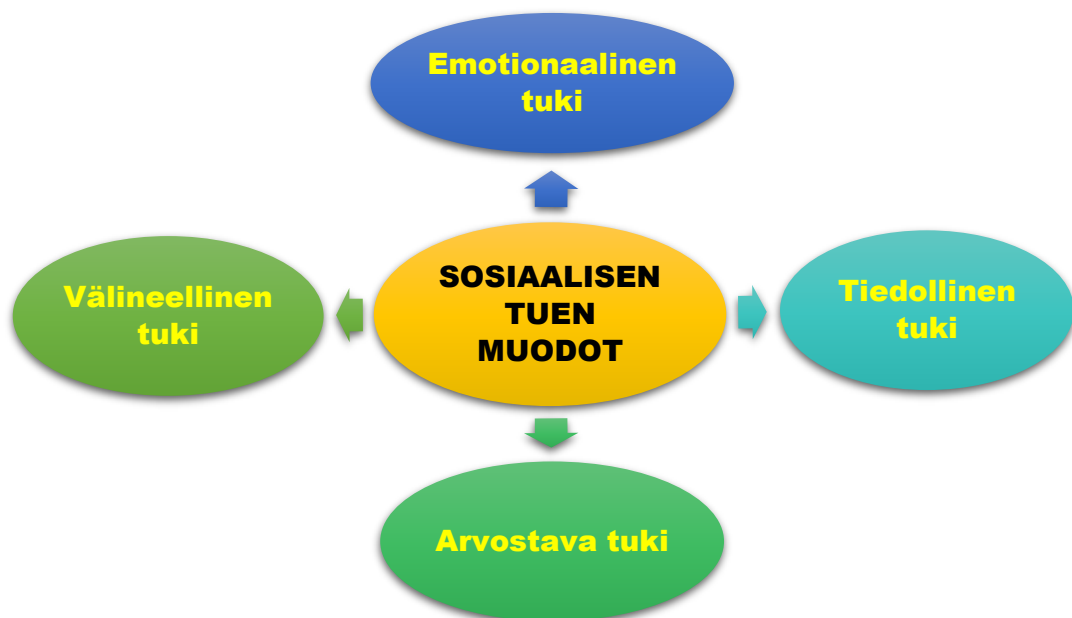 Emotionaalinen
tuki
Välineellinen
tuki
SOSIAALISEN
TUEN
MUODOT
Tiedollinen
tuki
Arvostava tuki